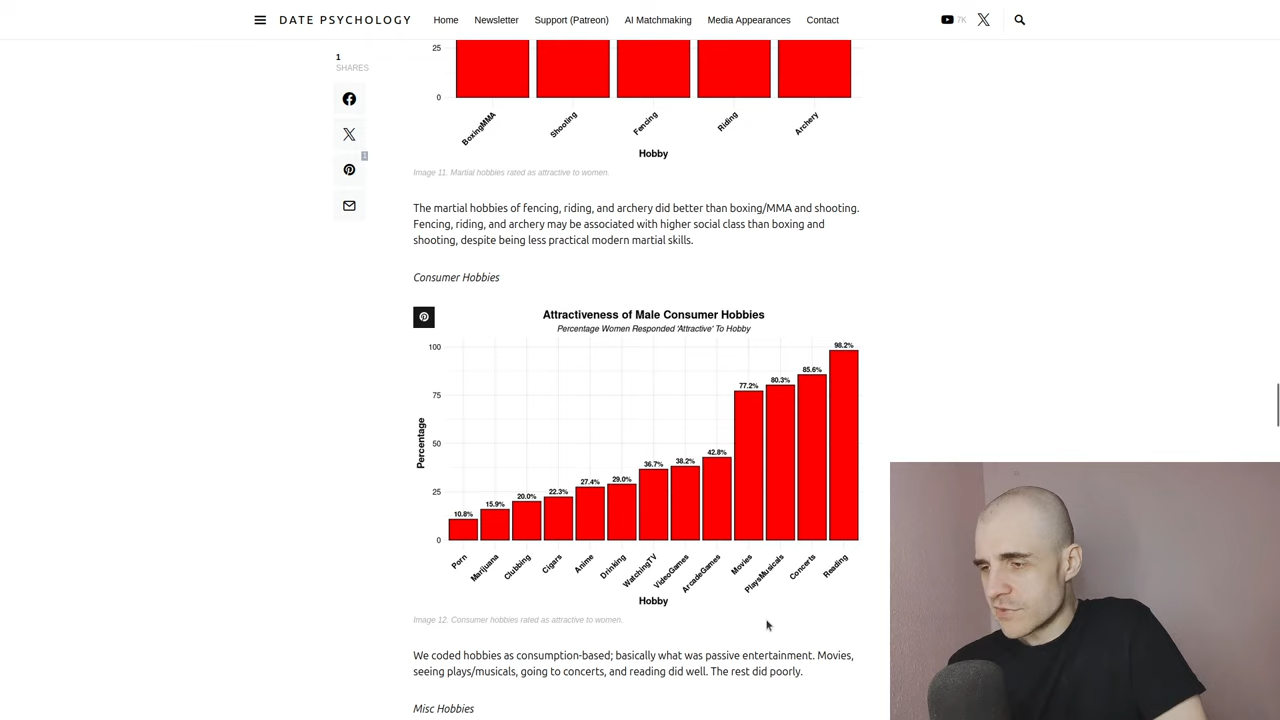 DATE PSYCHOLOGY
Home Newsletter Support (Patreon) AI Matchmaking Media Appearances Contact
7K
1
SHARES
1
25
0
BoxingMMA Shooting Fencing Riding Archery
Hobby
Image 11. Martial hobbies rated as attractive to women.
The martial hobbies of fencing, riding, and archery did better than boxing/MMA and shooting.
Fencing, riding, and archery may be associated with higher social class than boxing and
shooting, despite being less practical modern martial skills.
Consumer Hobbies
Attractiveness of Male Consumer Hobbies
Percentage Women Responded 'Attractive' To Hobby
Percentage
100
75
50
25
0
10.8% 15.9% 20.0% 22.3% 27.4% 29.0% 36.7% 38.2% 42.8% 77.2% 80.3% 85.6% 98.2%
Porn Marijuana Clubbing Cigars Anime Drinking WatchingTV VideoGames ArcadeGames Movies PlaysMusicals Concerts Reading
Hobby
Image 12. Consumer hobbies rated as attractive to women.
We coded hobbies as consumption-based; basically what was passive entertainment. Movies,
seeing plays/musicals, going to concerts, and reading did well. The rest did poorly.
Misc Hobbies